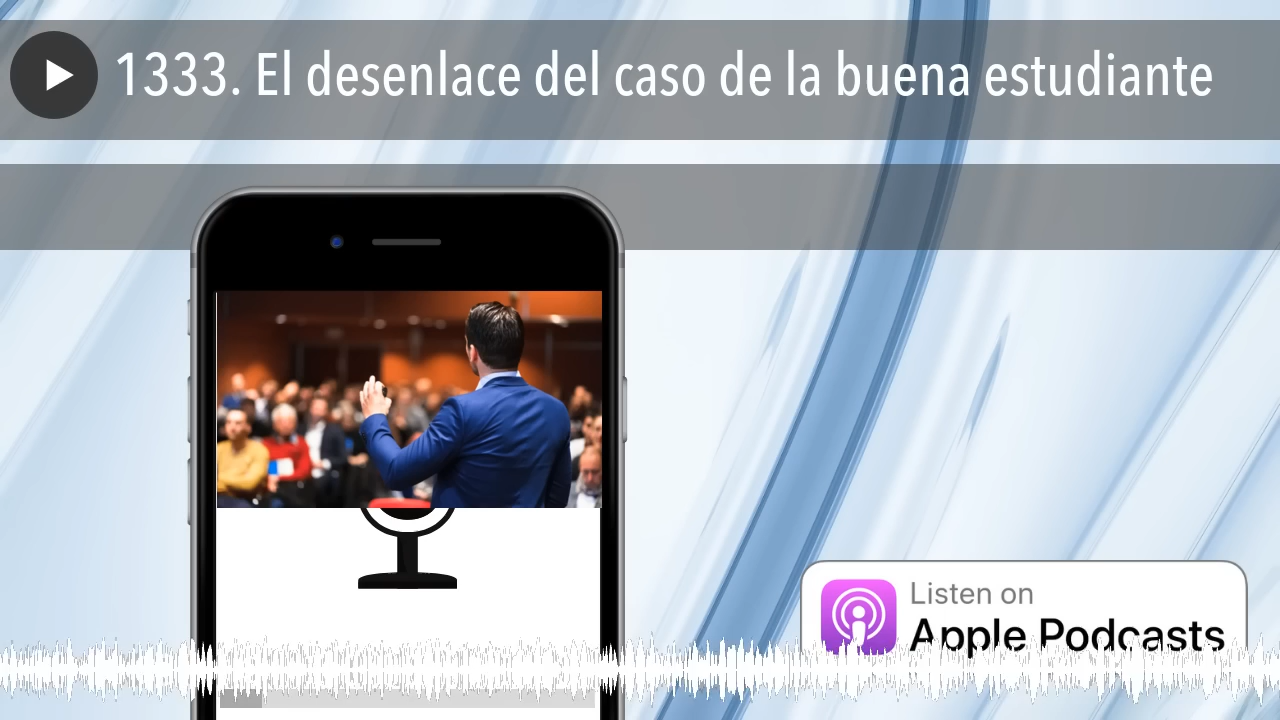 1333. El desenlace del caso de la buena estudiante
Listen on
Apple Podcasts